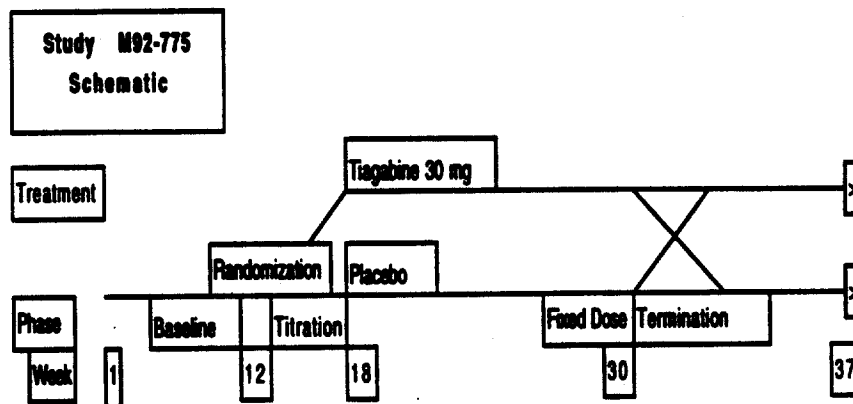 Study M92-775
Schematic
Tiagabine 30 mg
Treatment
Randomization
Placebo
Phase
Baseline
Titration
Fixed Dose
Termination
Week
1
12
18
30
37